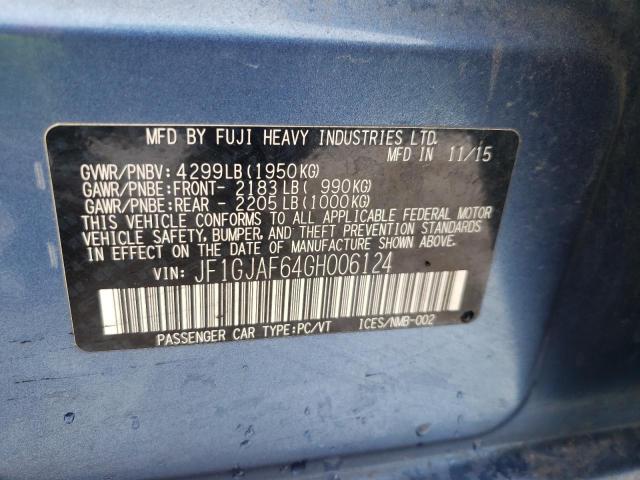 MFD BY FUJI HEAVY INDUSTRIES LTD.
MFD IN 11/15
GVWR/PNBV: 4299LB (1950KG)
GAWR/PNBE:FRONT- 2183 LB ( 990KG)
GAWR/PNBE:REAR - 2205 LB (1000KG)
THIS VEHICLE CONFORMS TO ALL APPLICABLE FEDERAL MOTOR
VEHICLE SAFETY, BUMPER, AND THEFT PREVENTION STANDARDS
IN EFFECT ON THE DATE OF MANUFACTURE SHOWN ABOVE.
VIN: JF1GJAF64GH006124
PASSENGER CAR TYPE:PC/VT ICES/NMB-002